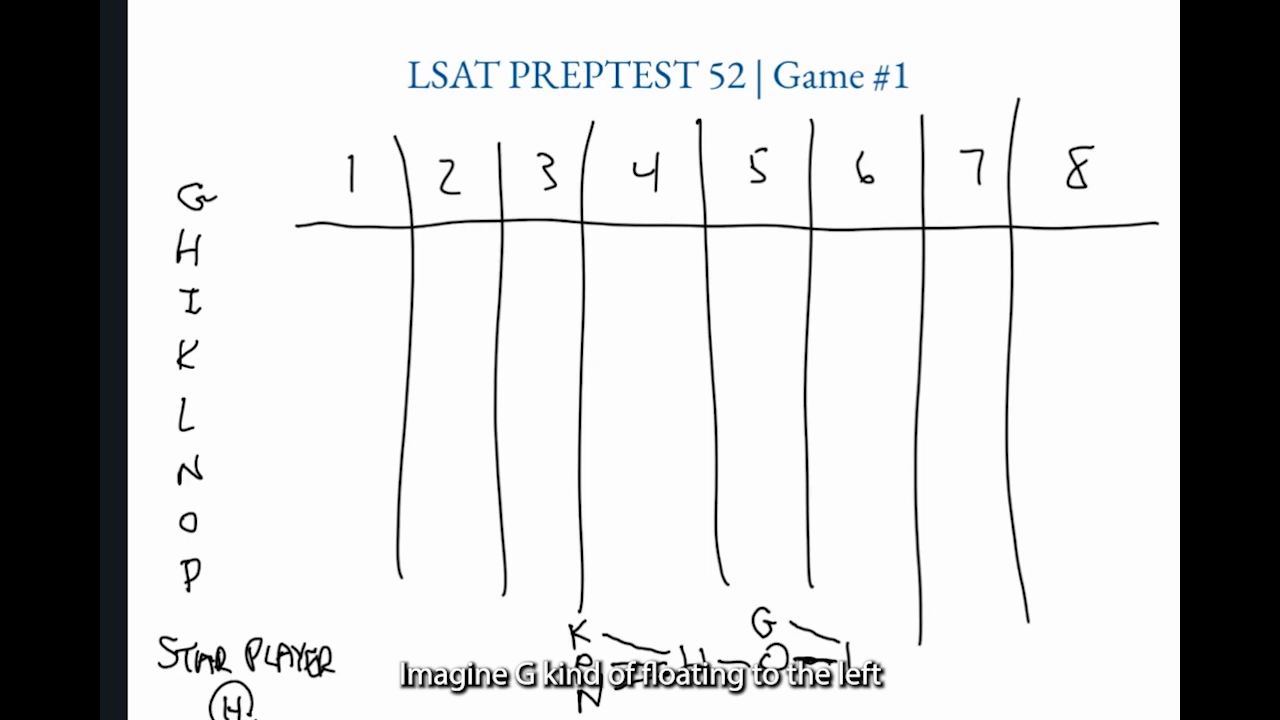 LSAT PREPTEST 52 | Game #1
1 2 3 4 5 6 7 8
G
H
I
K
L
N
O
P
K G
P H O I
N
STAR PLAYER
H
Imagine G kind of floating to the left